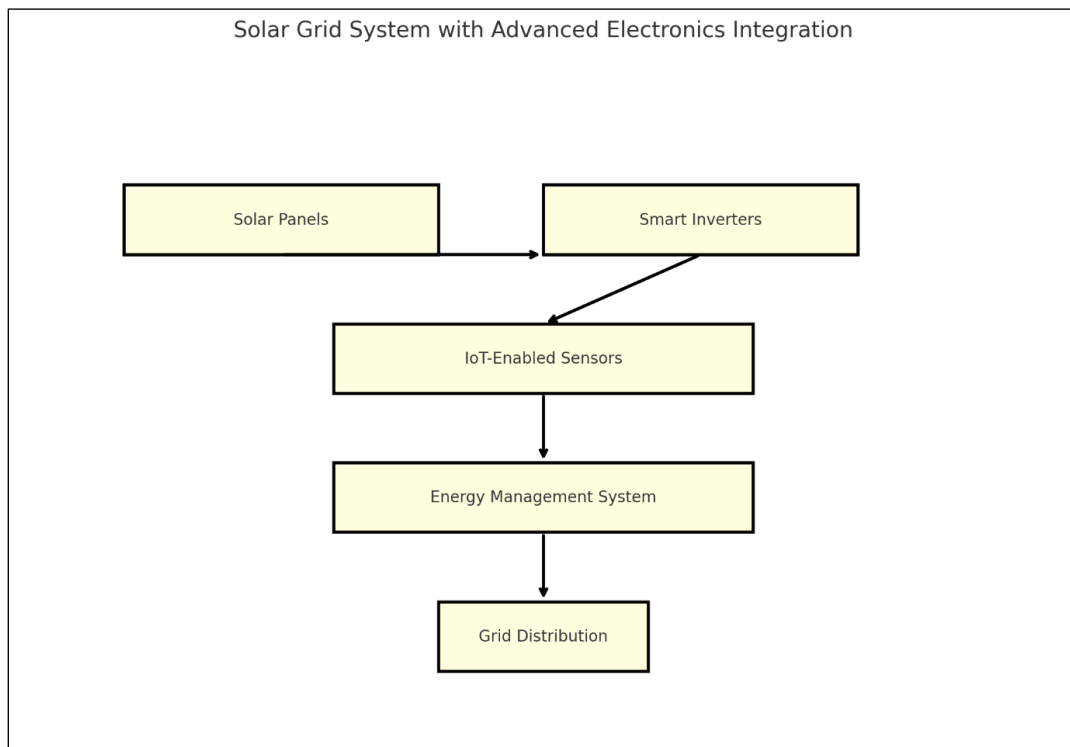 Solar Grid System with Advanced Electronics Integration
Solar Panels
Smart Inverters
IoT-Enabled Sensors
Energy Management System
Grid Distribution